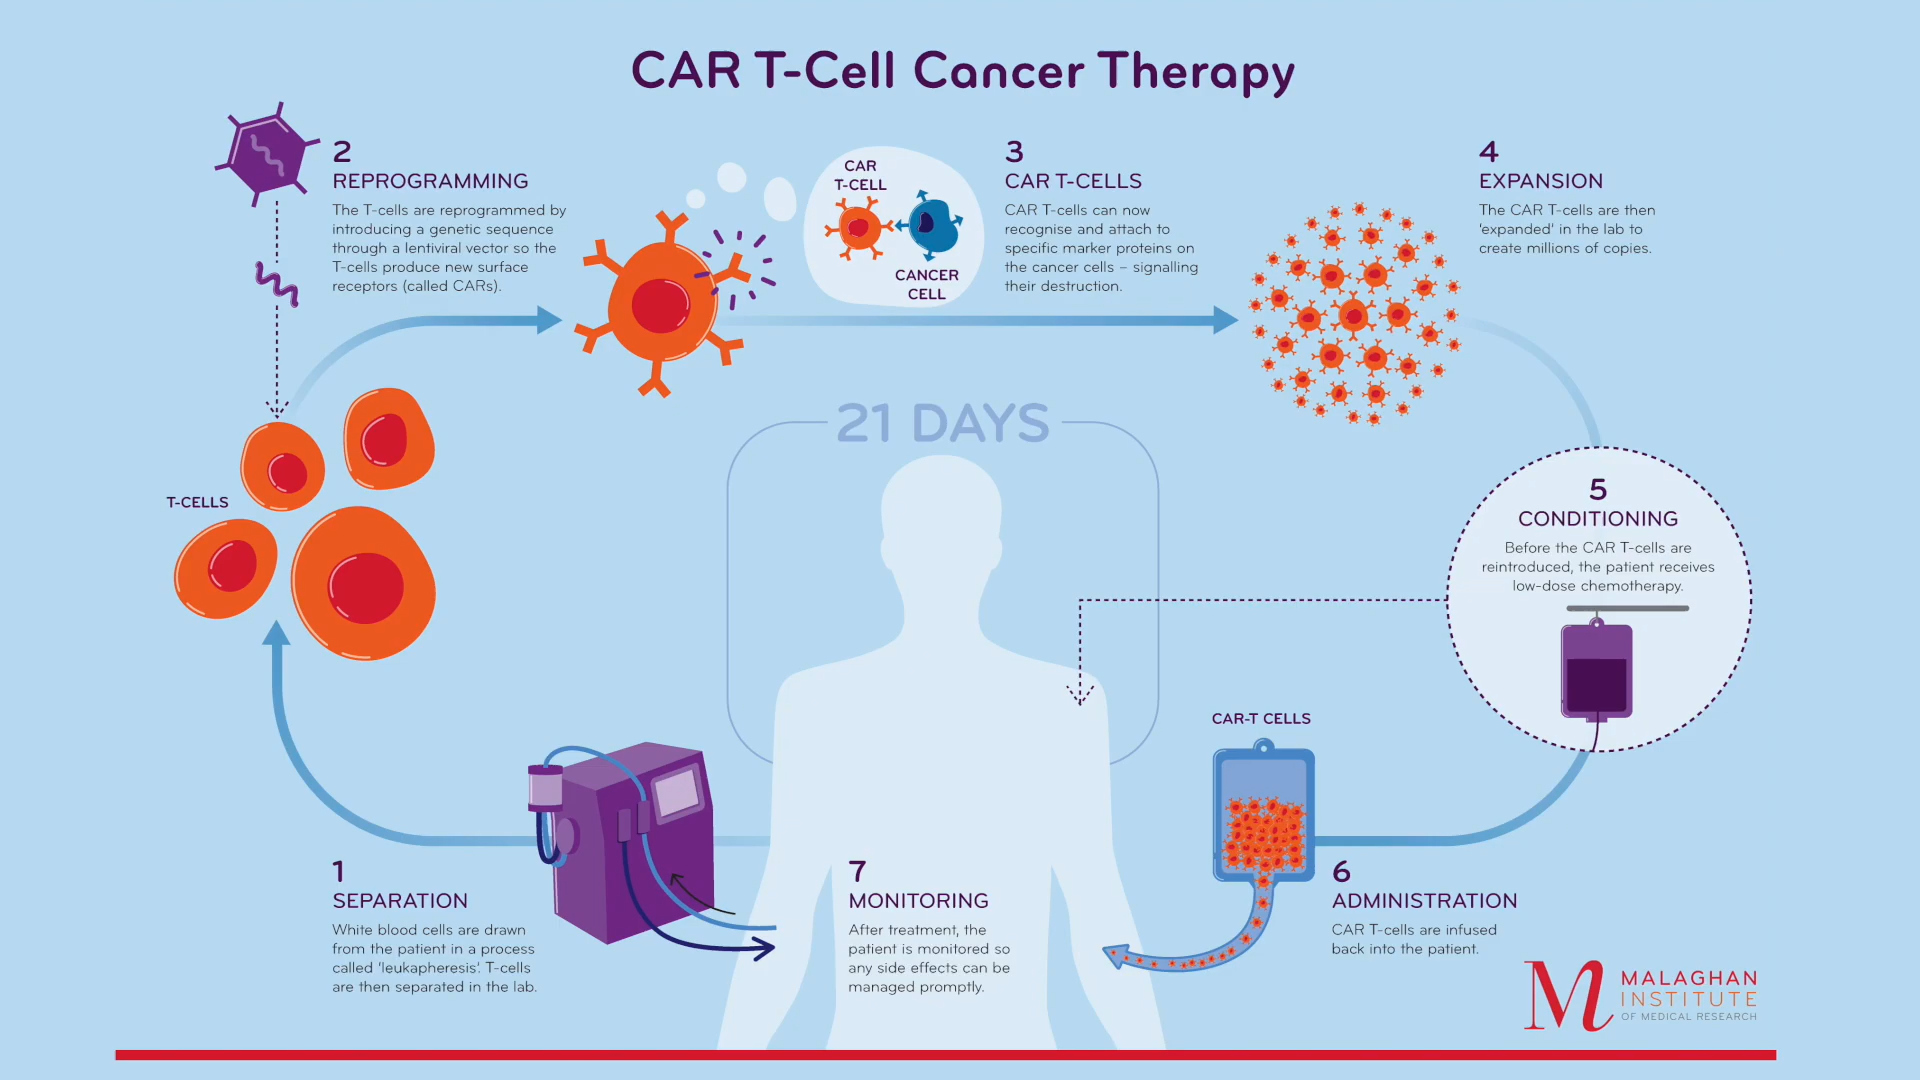 CAR T-Cell Cancer Therapy
2
REPROGRAMMING
The T-cells are reprogrammed by
introducing a genetic sequence
through a lentiviral vector so the
T-cells produce new surface
receptors (called CARs).
CAR
T-CELL
CANCER
CELL
3
CAR T-CELLS
CAR T-cells can now
recognise and attach to
specific marker proteins on
the cancer cells – signalling
their destruction.
4
EXPANSION
The CAR T-cells are then
'expanded' in the lab to
create millions of copies.
21 DAYS
T-CELLS
5
CONDITIONING
Before the CAR T-cells are
reintroduced, the patient receives
low-dose chemotherapy.
CAR-T CELLS
1
SEPARATION
White blood cells are drawn
from the patient in a process
called 'leukapheresis'. T-cells
are then separated in the lab.
7
MONITORING
After treatment, the
patient is monitored so
any side effects can be
managed promptly.
6
ADMINISTRATION
CAR T-cells are infused
back into the patient.
M
MALAGHAN
INSTITUTE
OF MEDICAL RESEARCH